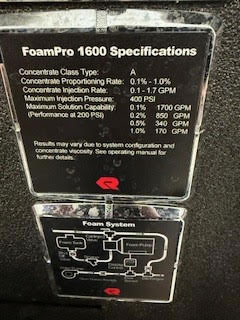 FoamPro 1600 Specifications
Concentrate Class Type: A
Concentrate Proportioning Rate: 0.1% - 1.0%
Concentrate Injection Rate: 0.1 - 1.7 GPM
Maximum Injection Pressure: 400 PSI
Maximum Solution Capability: 0.1% 1700 GPM
(Performance at 200 PSI) 0.2% 850 GPM
0.5% 340 GPM
1.0% 170 GPM
Results may vary due to system configuration and
concentrate viscosity. See operating manual for
further details.
Foam System
Foam Tank
Foam Pump